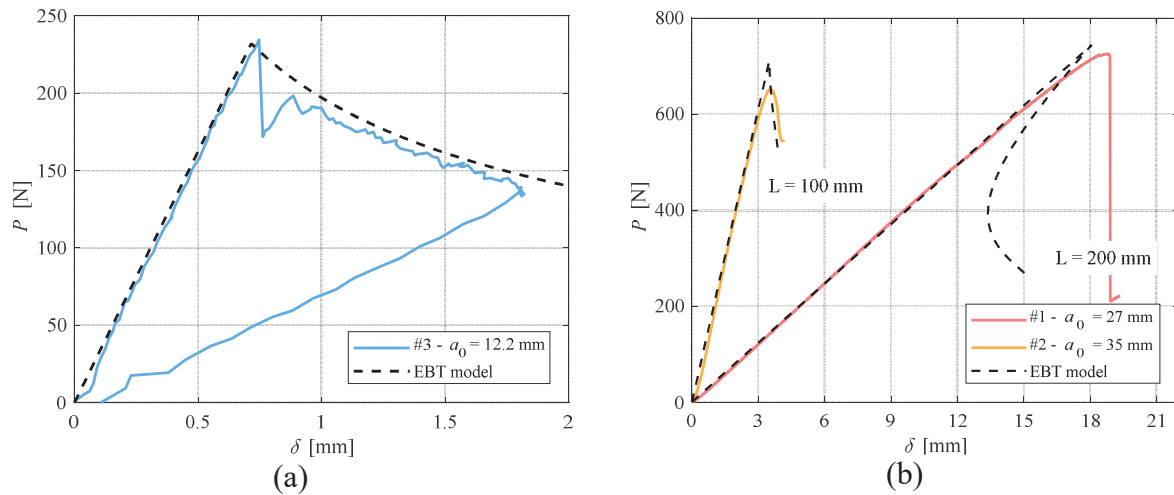 250
200
150
100
50
0
P [N]
0
0.5
1
1.5
2
δ [mm]
#3 - a0 = 12.2 mm
EBT model
(a)
800
600
400
200
0
P [N]
0
3
6
9
12
15
18
21
δ [mm]
L = 100 mm
L = 200 mm
#1 - a0 = 27 mm
#2 - a0 = 35 mm
EBT model
(b)